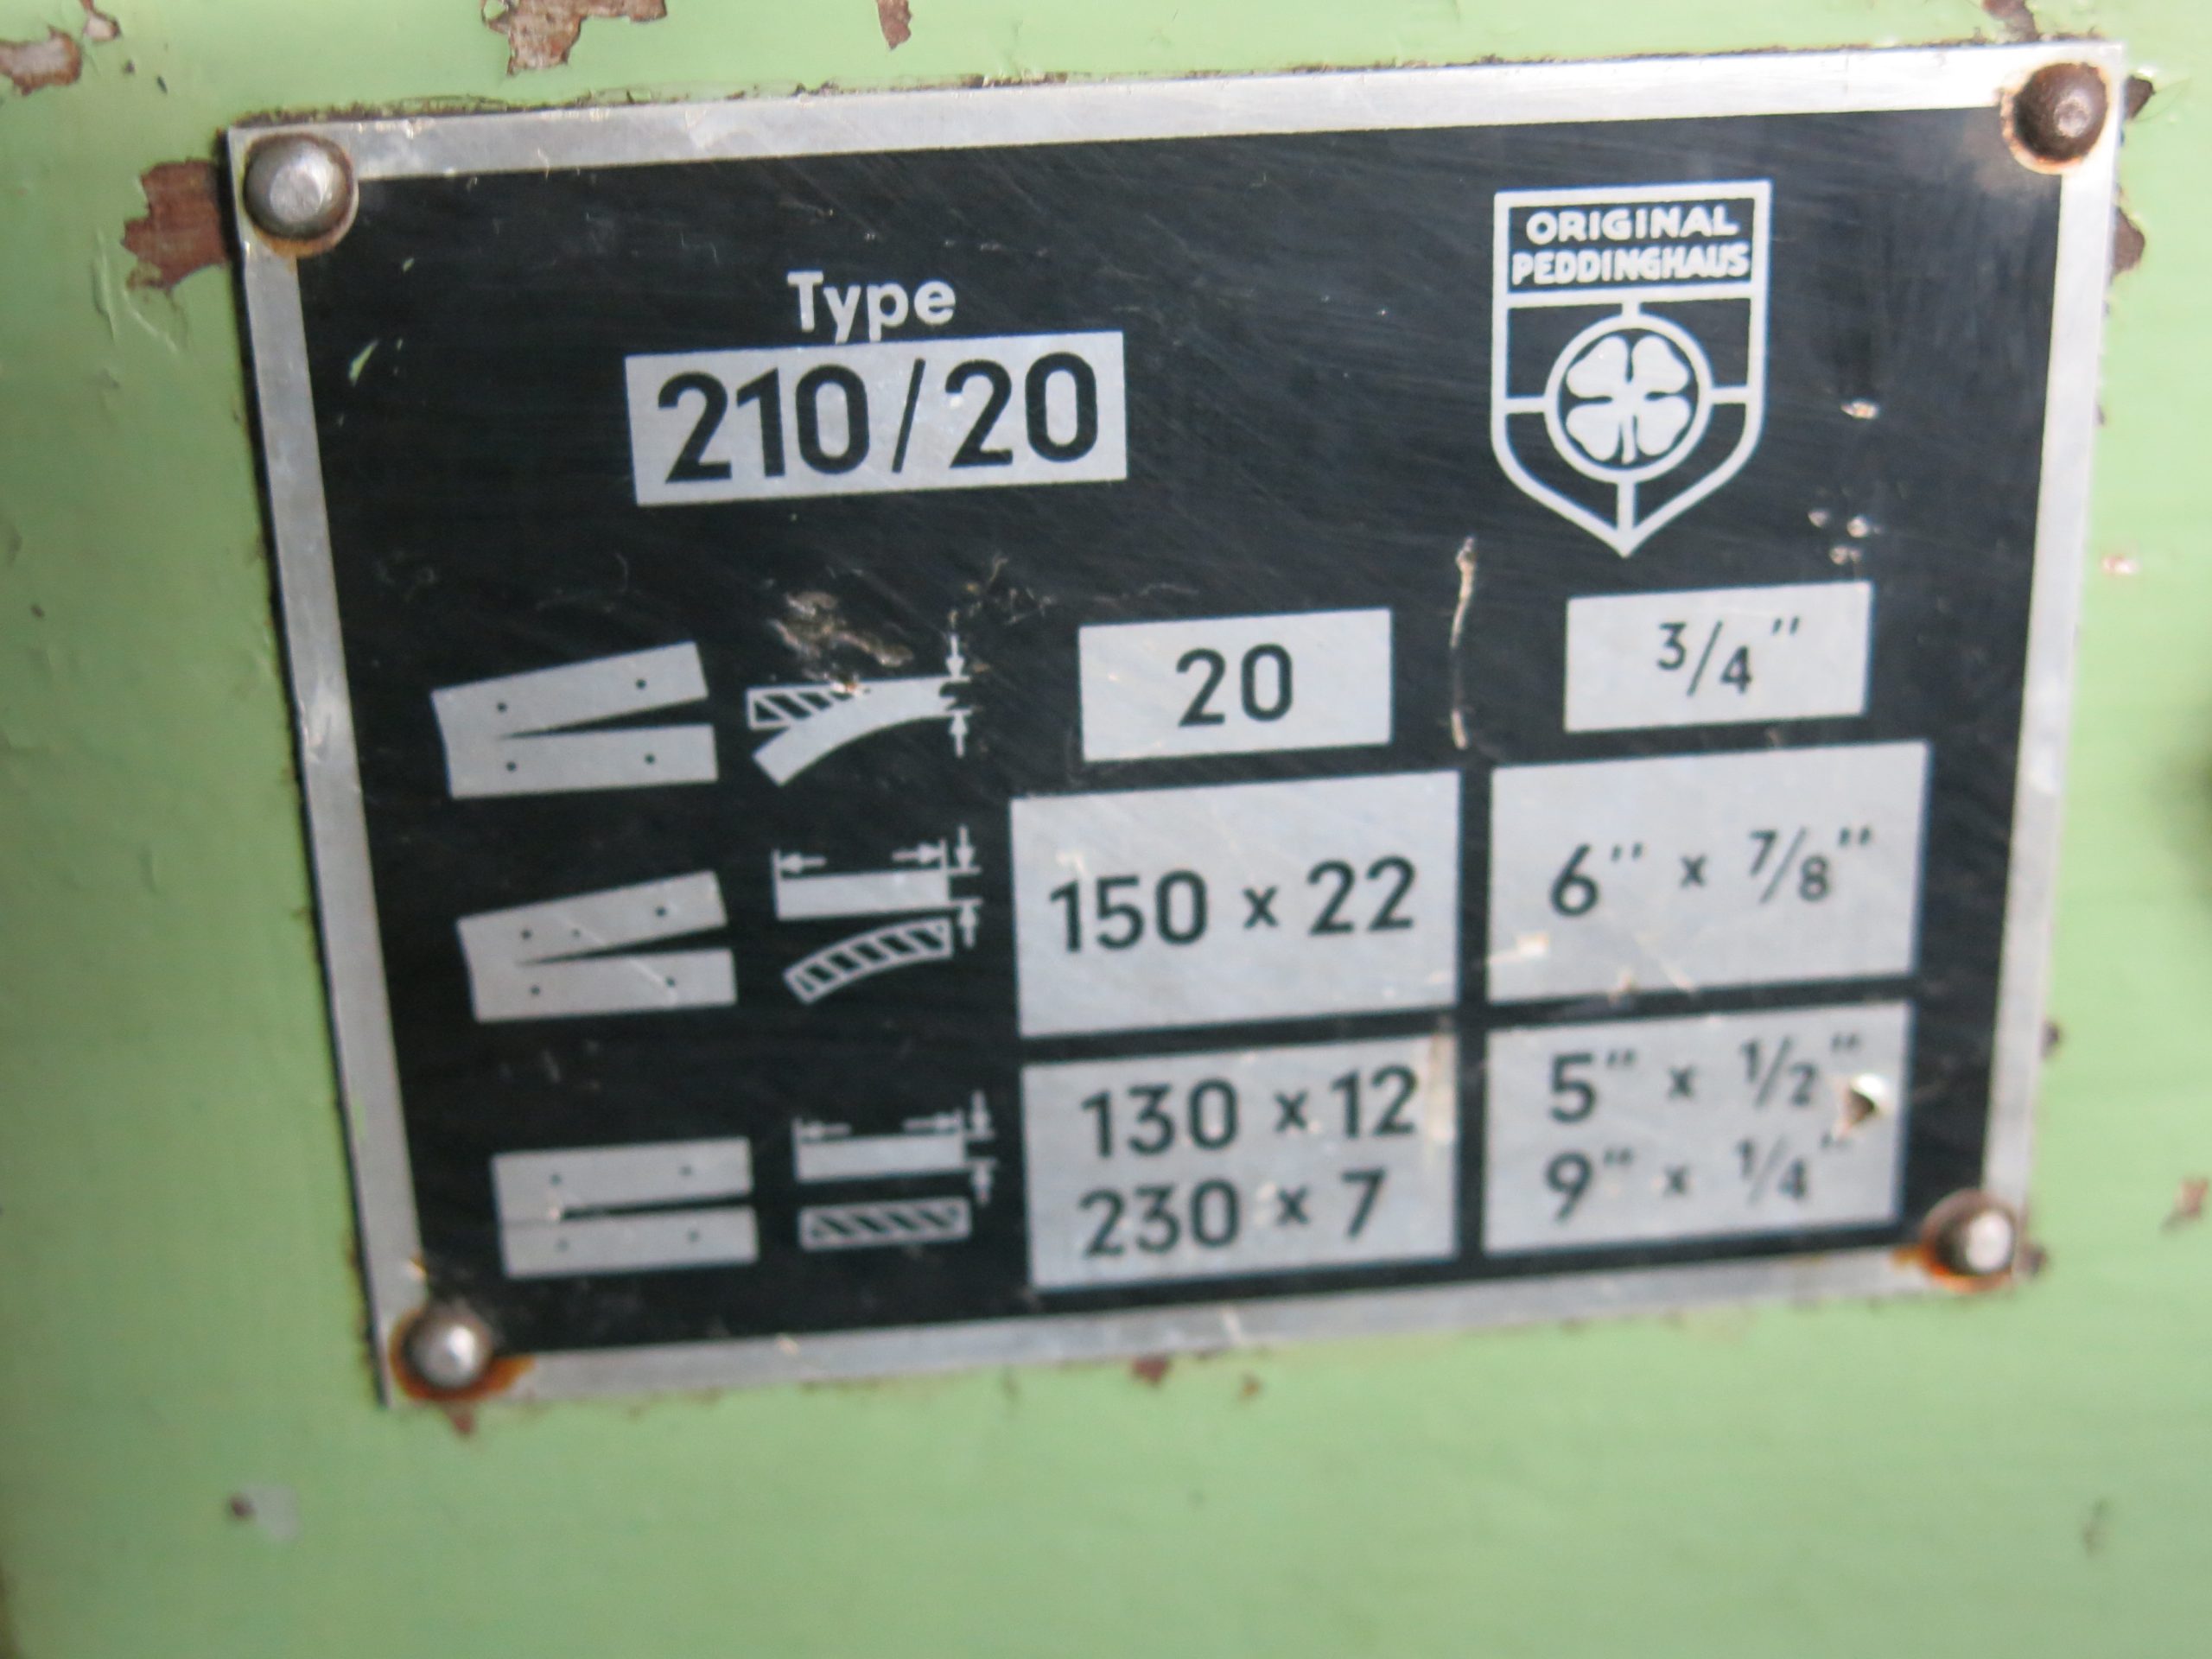 ORIGINAL
PEDDINGHAUS
Type
210/20
20
3/4"
150 x 22
6" x 7/8"
130 x 12
230 x 7
5" x 1/2"
9" x 1/4"